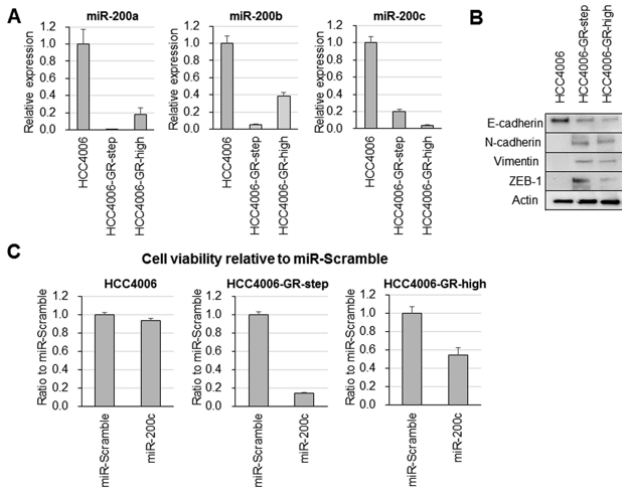 A
miR-200a
Relative expression
1.2
1.0
0.8
0.6
0.4
0.2
0
HCC4006
HCC4006-GR-step
HCC4006-GR-high
miR-200b
Relative expression
1.2
1.0
0.8
0.6
0.4
0.2
0
HCC4006
HCC4006-GR-step
HCC4006-GR-high
miR-200c
Relative expression
1.2
1.0
0.8
0.6
0.4
0.2
0
HCC4006
HCC4006-GR-step
HCC4006-GR-high
B
HCC4006
HCC4006-GR-step
HCC4006-GR-high
E-cadherin
N-cadherin
Vimentin
ZEB-1
Actin
C
Cell viability relative to miR-Scramble
HCC4006
Ratio to miR-Scramble
1.2
1.0
0.8
0.6
0.4
0.2
0.0
miR-Scramble
miR-200c
HCC4006-GR-step
Ratio to miR-Scramble
1.2
1.0
0.8
0.6
0.4
0.2
0.0
miR-Scramble
miR-200c
HCC4006-GR-high
Ratio to miR-Scramble
1.2
1.0
0.8
0.6
0.4
0.2
0.0
miR-Scramble
miR-200c